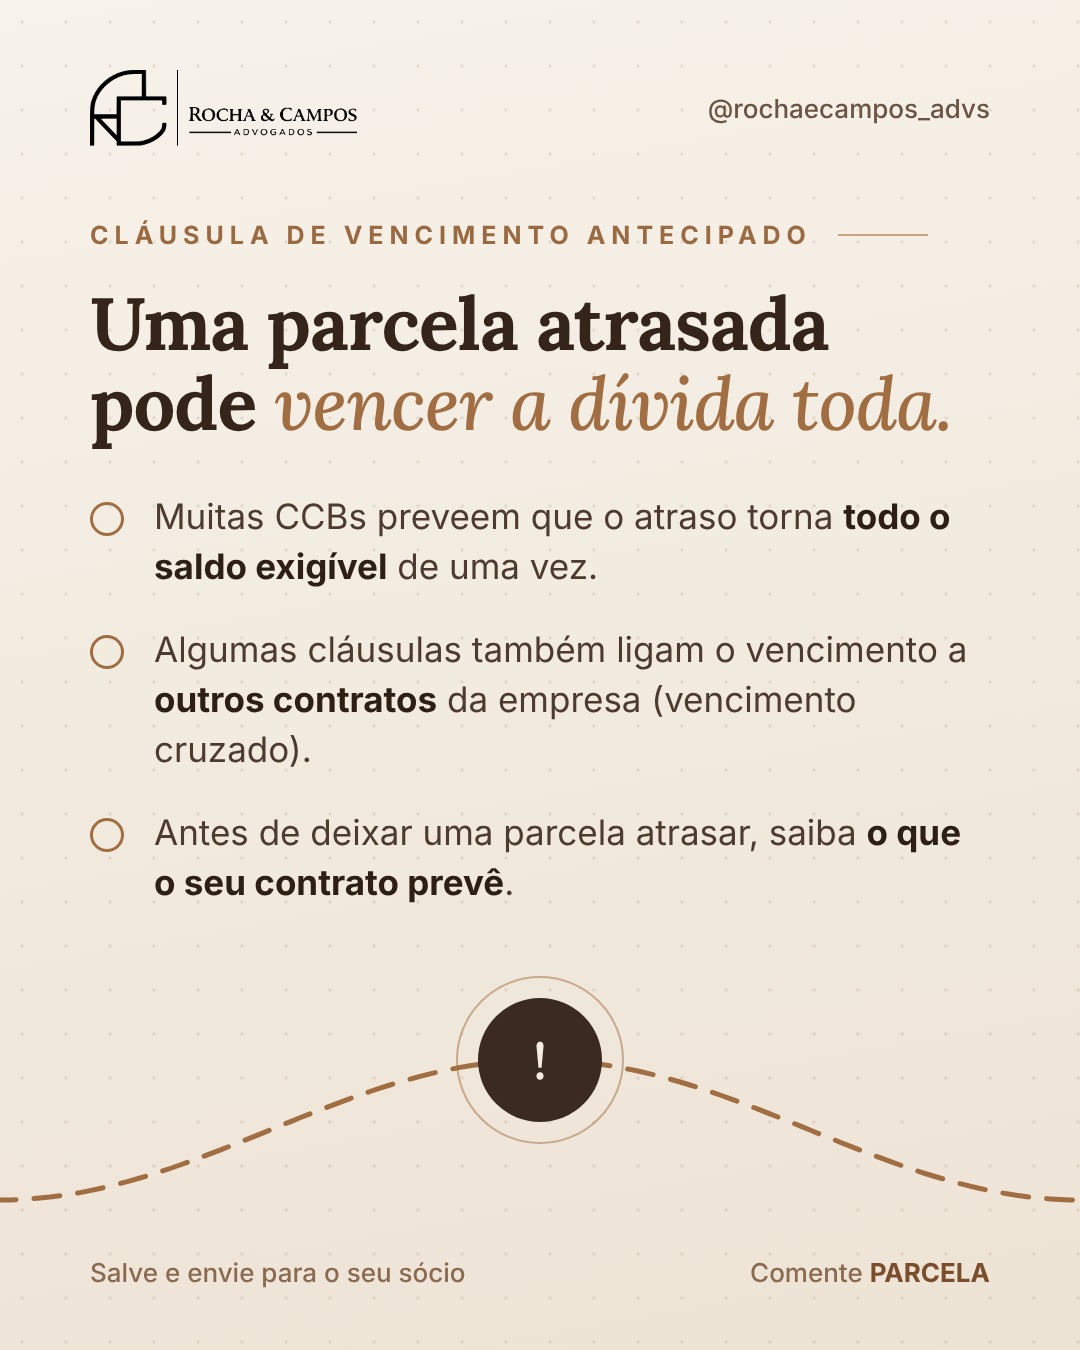 ROCHA & CAMPOS
ADVOGADOS
@rochaecampos_advs
CLÁUSULA DE VENCIMENTO ANTECIPADO
Uma parcela atrasada
pode vencer a dívida toda.
Muitas CCBs preveem que o atraso torna todo o
saldo exigível de uma vez.
Algumas cláusulas também ligam o vencimento a
outros contratos da empresa (vencimento
cruzado).
Antes de deixar uma parcela atrasar, saiba o que
o seu contrato prevê.
!
Salve e envie para o seu sócio
Comente PARCELA